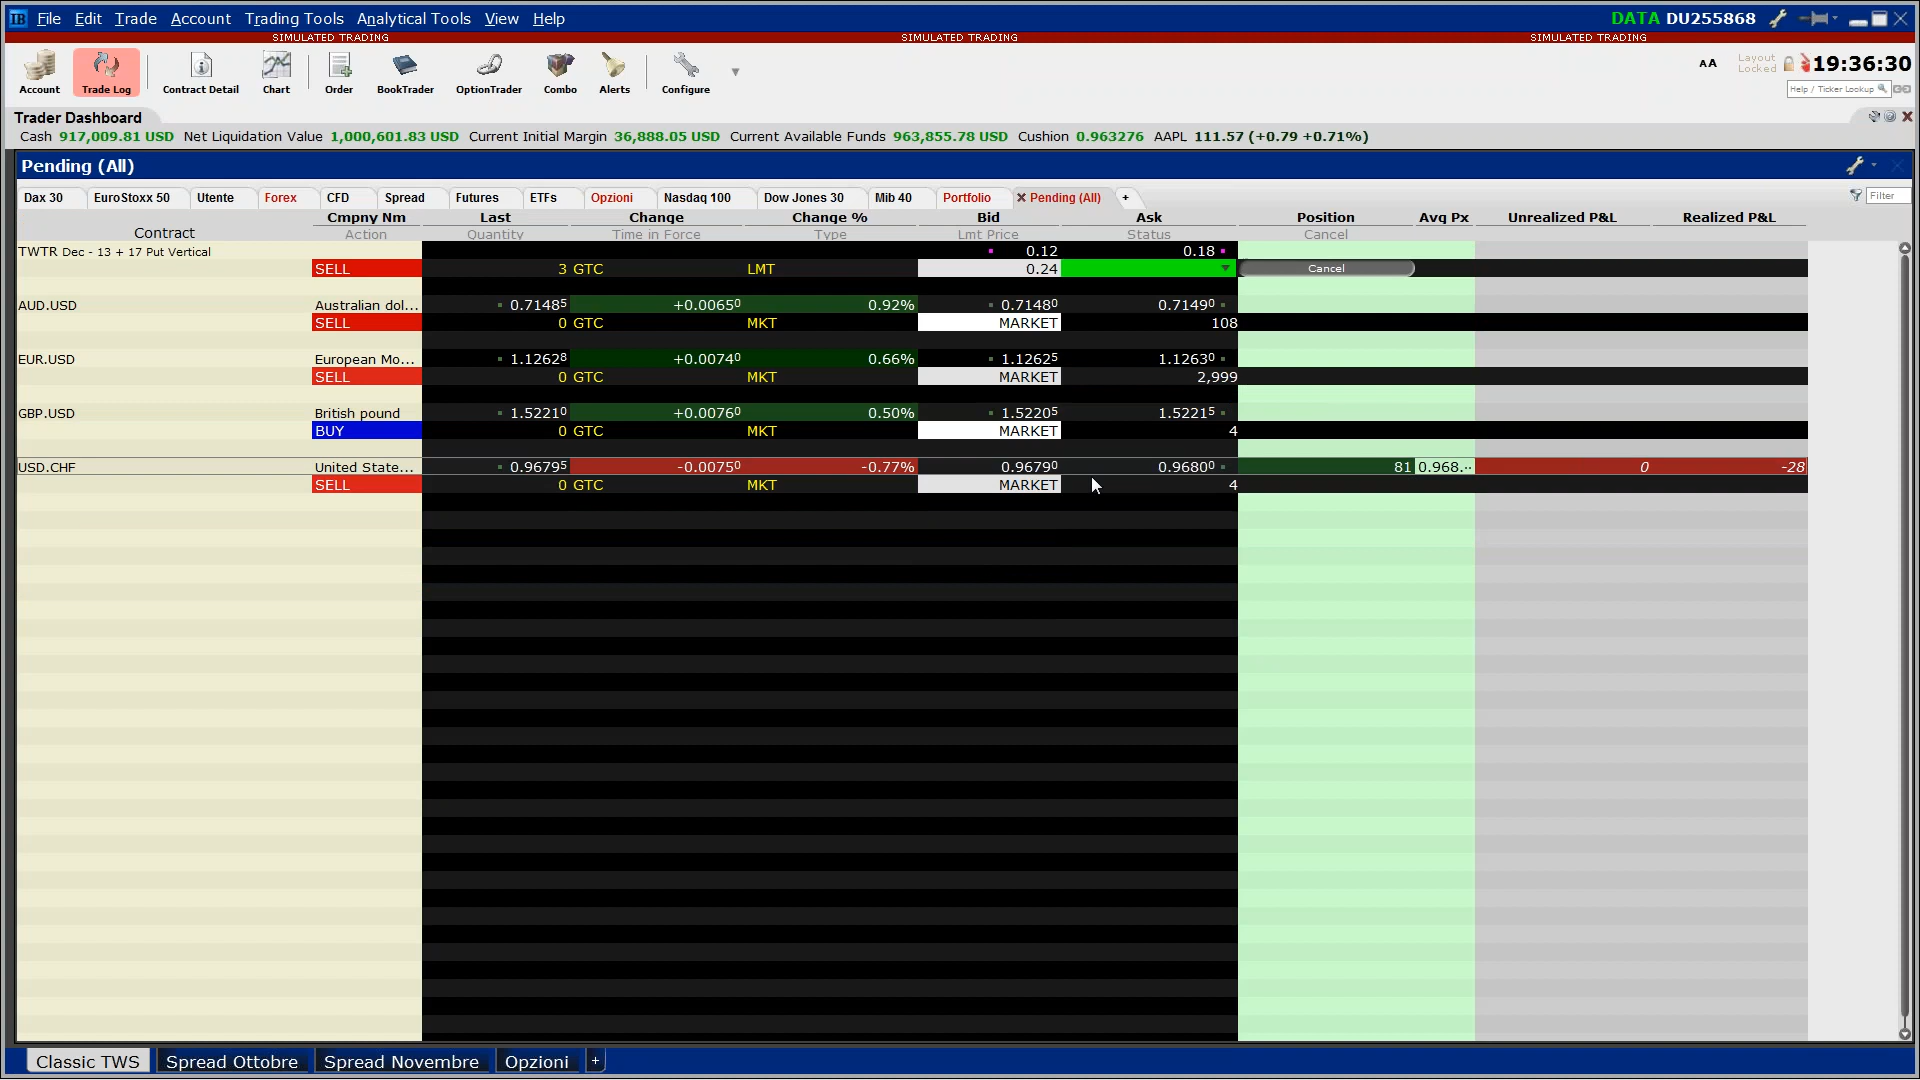 IB File Edit Trade Account Trading Tools Analytical Tools View Help DATA DU255868
SIMULATED TRADING SIMULATED TRADING SIMULATED TRADING
Account Trade Log Contract Detail Chart Order BookTrader OptionTrader Combo Alerts Configure AA Layout Locked 19:36:30
Help / Ticker Lookup
Trader Dashboard
Cash 917,009.81 USD Net Liquidation Value 1,000,601.83 USD Current Initial Margin 36,888.05 USD Current Available Funds 963,855.78 USD Cushion 0.963276 AAPL 111.57 (+0.79 +0.71%)
Pending (All)
Dax 30 EuroStoxx 50 Utente Forex CFD Spread Futures ETFs Opzioni Nasdaq 100 Dow Jones 30 Mib 40 Portfolio Pending (All) + Filter
Contract Cmpny Nm Last Change Change % Bid Ask Position Avg Px Unrealized P&L Realized P&L
Action Quantity Time in Force Type Lmt Price Status Cancel
TWTR Dec - 13 + 17 Put Vertical 0.12 0.18
SELL 3 GTC LMT 0.24 Cancel
AUD.USD Australian dol... 0.71485 +0.00650 0.92% 0.71480 0.71490
SELL 0 GTC MKT MARKET 108
EUR.USD European Mo... 1.12628 +0.00740 0.66% 1.12625 1.12630
SELL 0 GTC MKT MARKET 2,999
GBP.USD British pound 1.52210 +0.00760 0.50% 1.52205 1.52215
BUY 0 GTC MKT MARKET 4
USD.CHF United State... 0.96795 -0.00750 -0.77% 0.96790 0.96800 81 0.968... 0 -28
SELL 0 GTC MKT MARKET 4
Classic TWS Spread Ottobre Spread Novembre Opzioni +